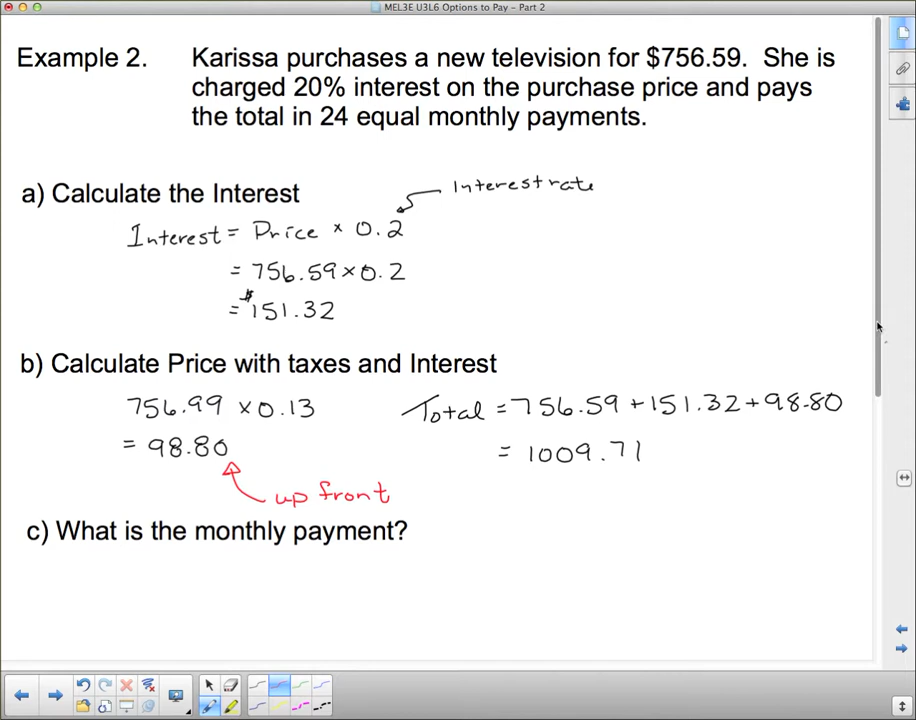 MEL3E U3L6 Options to Pay – Part 2
Example 2. Karissa purchases a new television for $756.59. She is
charged 20% interest on the purchase price and pays
the total in 24 equal monthly payments.
a) Calculate the Interest
Interest rate
Interest = Price × 0.2
= 756.59 × 0.2
= $151.32
b) Calculate Price with taxes and Interest
756.99 × 0.13
= 98.80
up front
Total = 756.59 + 151.32 + 98.80
= 1009.71
c) What is the monthly payment?